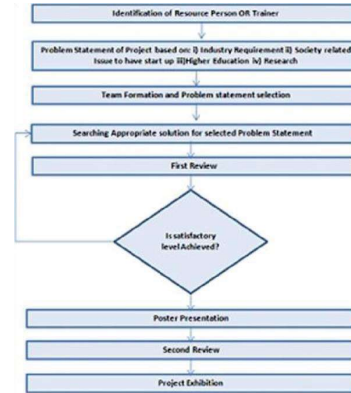 Identification of Resource Person OR Trainer
Problem Statement of Project based on: i) Industry Requirement ii) Society related
Issue to have start up iii)Higher Education iv) Research
Team Formation and Problem statement selection
Searching Appropriate solution for selected Problem Statement
First Review
Is satisfactory
level Achieved?
Poster Presentation
Second Review
Project Exhibition